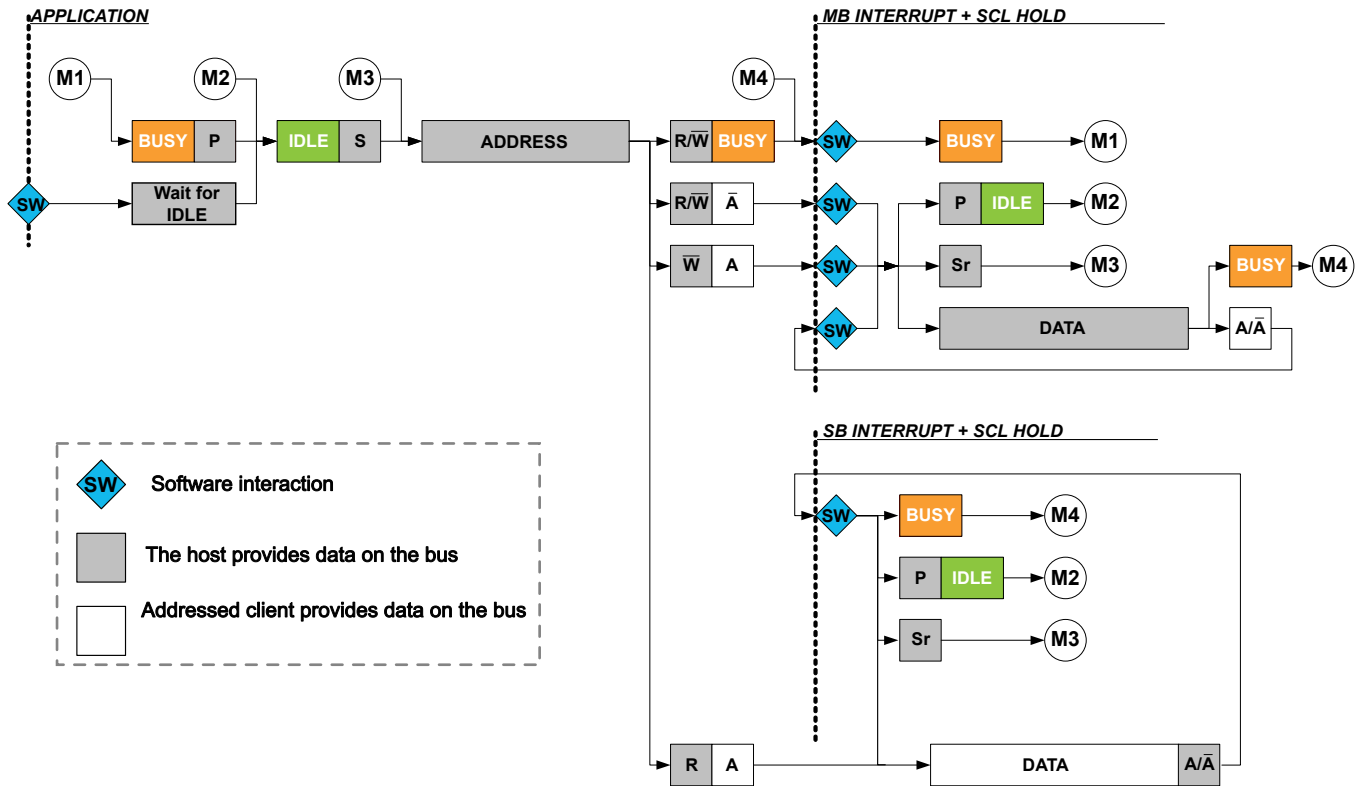 APPLICATION
MB INTERRUPT + SCL HOLD
M1
M2
M3
M4
BUSY P
IDLE S
ADDRESS
R/W̅ BUSY
SW
BUSY
M1
SW
Wait for
IDLE
R/W̅ A̅
SW
P IDLE
M2
W̅ A
SW
Sr
M3
BUSY
M4
SW
DATA
A/A̅
SB INTERRUPT + SCL HOLD
SW
BUSY
M4
P IDLE
M2
Sr
M3
R A
DATA
A/A̅
SW Software interaction
The host provides data on the bus
Addressed client provides data on the bus